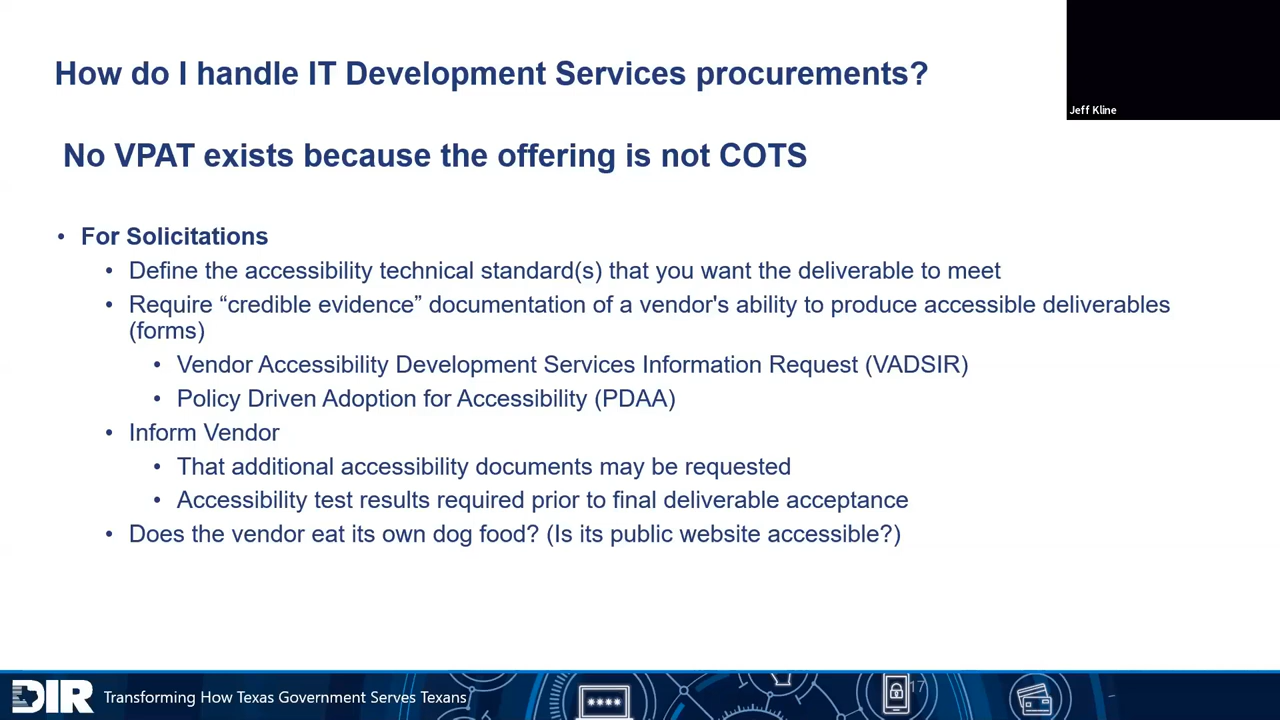 How do I handle IT Development Services procurements?
Jeff Kline
No VPAT exists because the offering is not COTS
• For Solicitations
• Define the accessibility technical standard(s) that you want the deliverable to meet
• Require “credible evidence” documentation of a vendor's ability to produce accessible deliverables
(forms)
• Vendor Accessibility Development Services Information Request (VADSIR)
• Policy Driven Adoption for Accessibility (PDAA)
• Inform Vendor
• That additional accessibility documents may be requested
• Accessibility test results required prior to final deliverable acceptance
• Does the vendor eat its own dog food? (Is its public website accessible?)
DIR Transforming How Texas Government Serves Texans
17